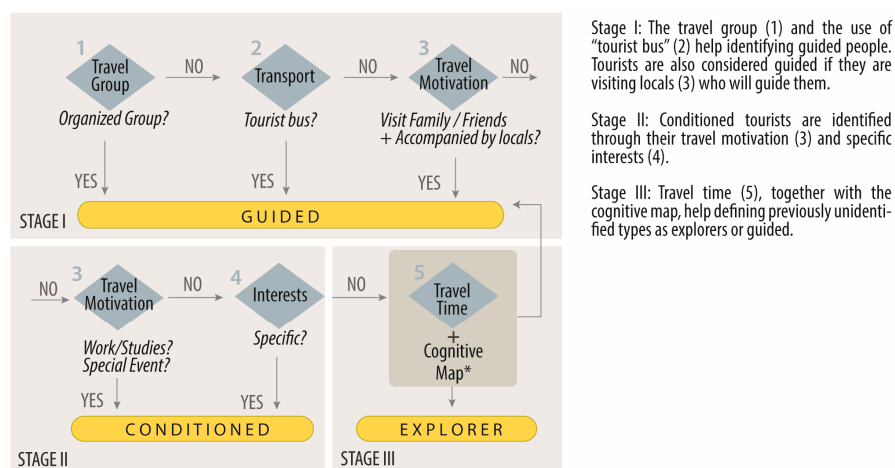 1
Travel
Group
NO
2
Transport
NO
3
Travel
Motivation
NO
Organized Group?
Tourist bus?
Visit Family / Friends
+ Accompanied by locals?
YES
YES
YES
STAGE I
GUIDED
NO
3
Travel
Motivation
NO
4
Interests
NO
5
Travel
Time
+
Cognitive
Map*
Work/Studies?
Special Event?
Specific?
YES
YES
CONDITIONED
EXPLORER
STAGE II
STAGE III
Stage I: The travel group (1) and the use of
“tourist bus” (2) help identifying guided people.
Tourists are also considered guided if they are
visiting locals (3) who will guide them.
Stage II: Conditioned tourists are identified
through their travel motivation (3) and specific
interests (4).
Stage III: Travel time (5), together with the
cognitive map, help defining previously unidenti-
fied types as explorers or guided.